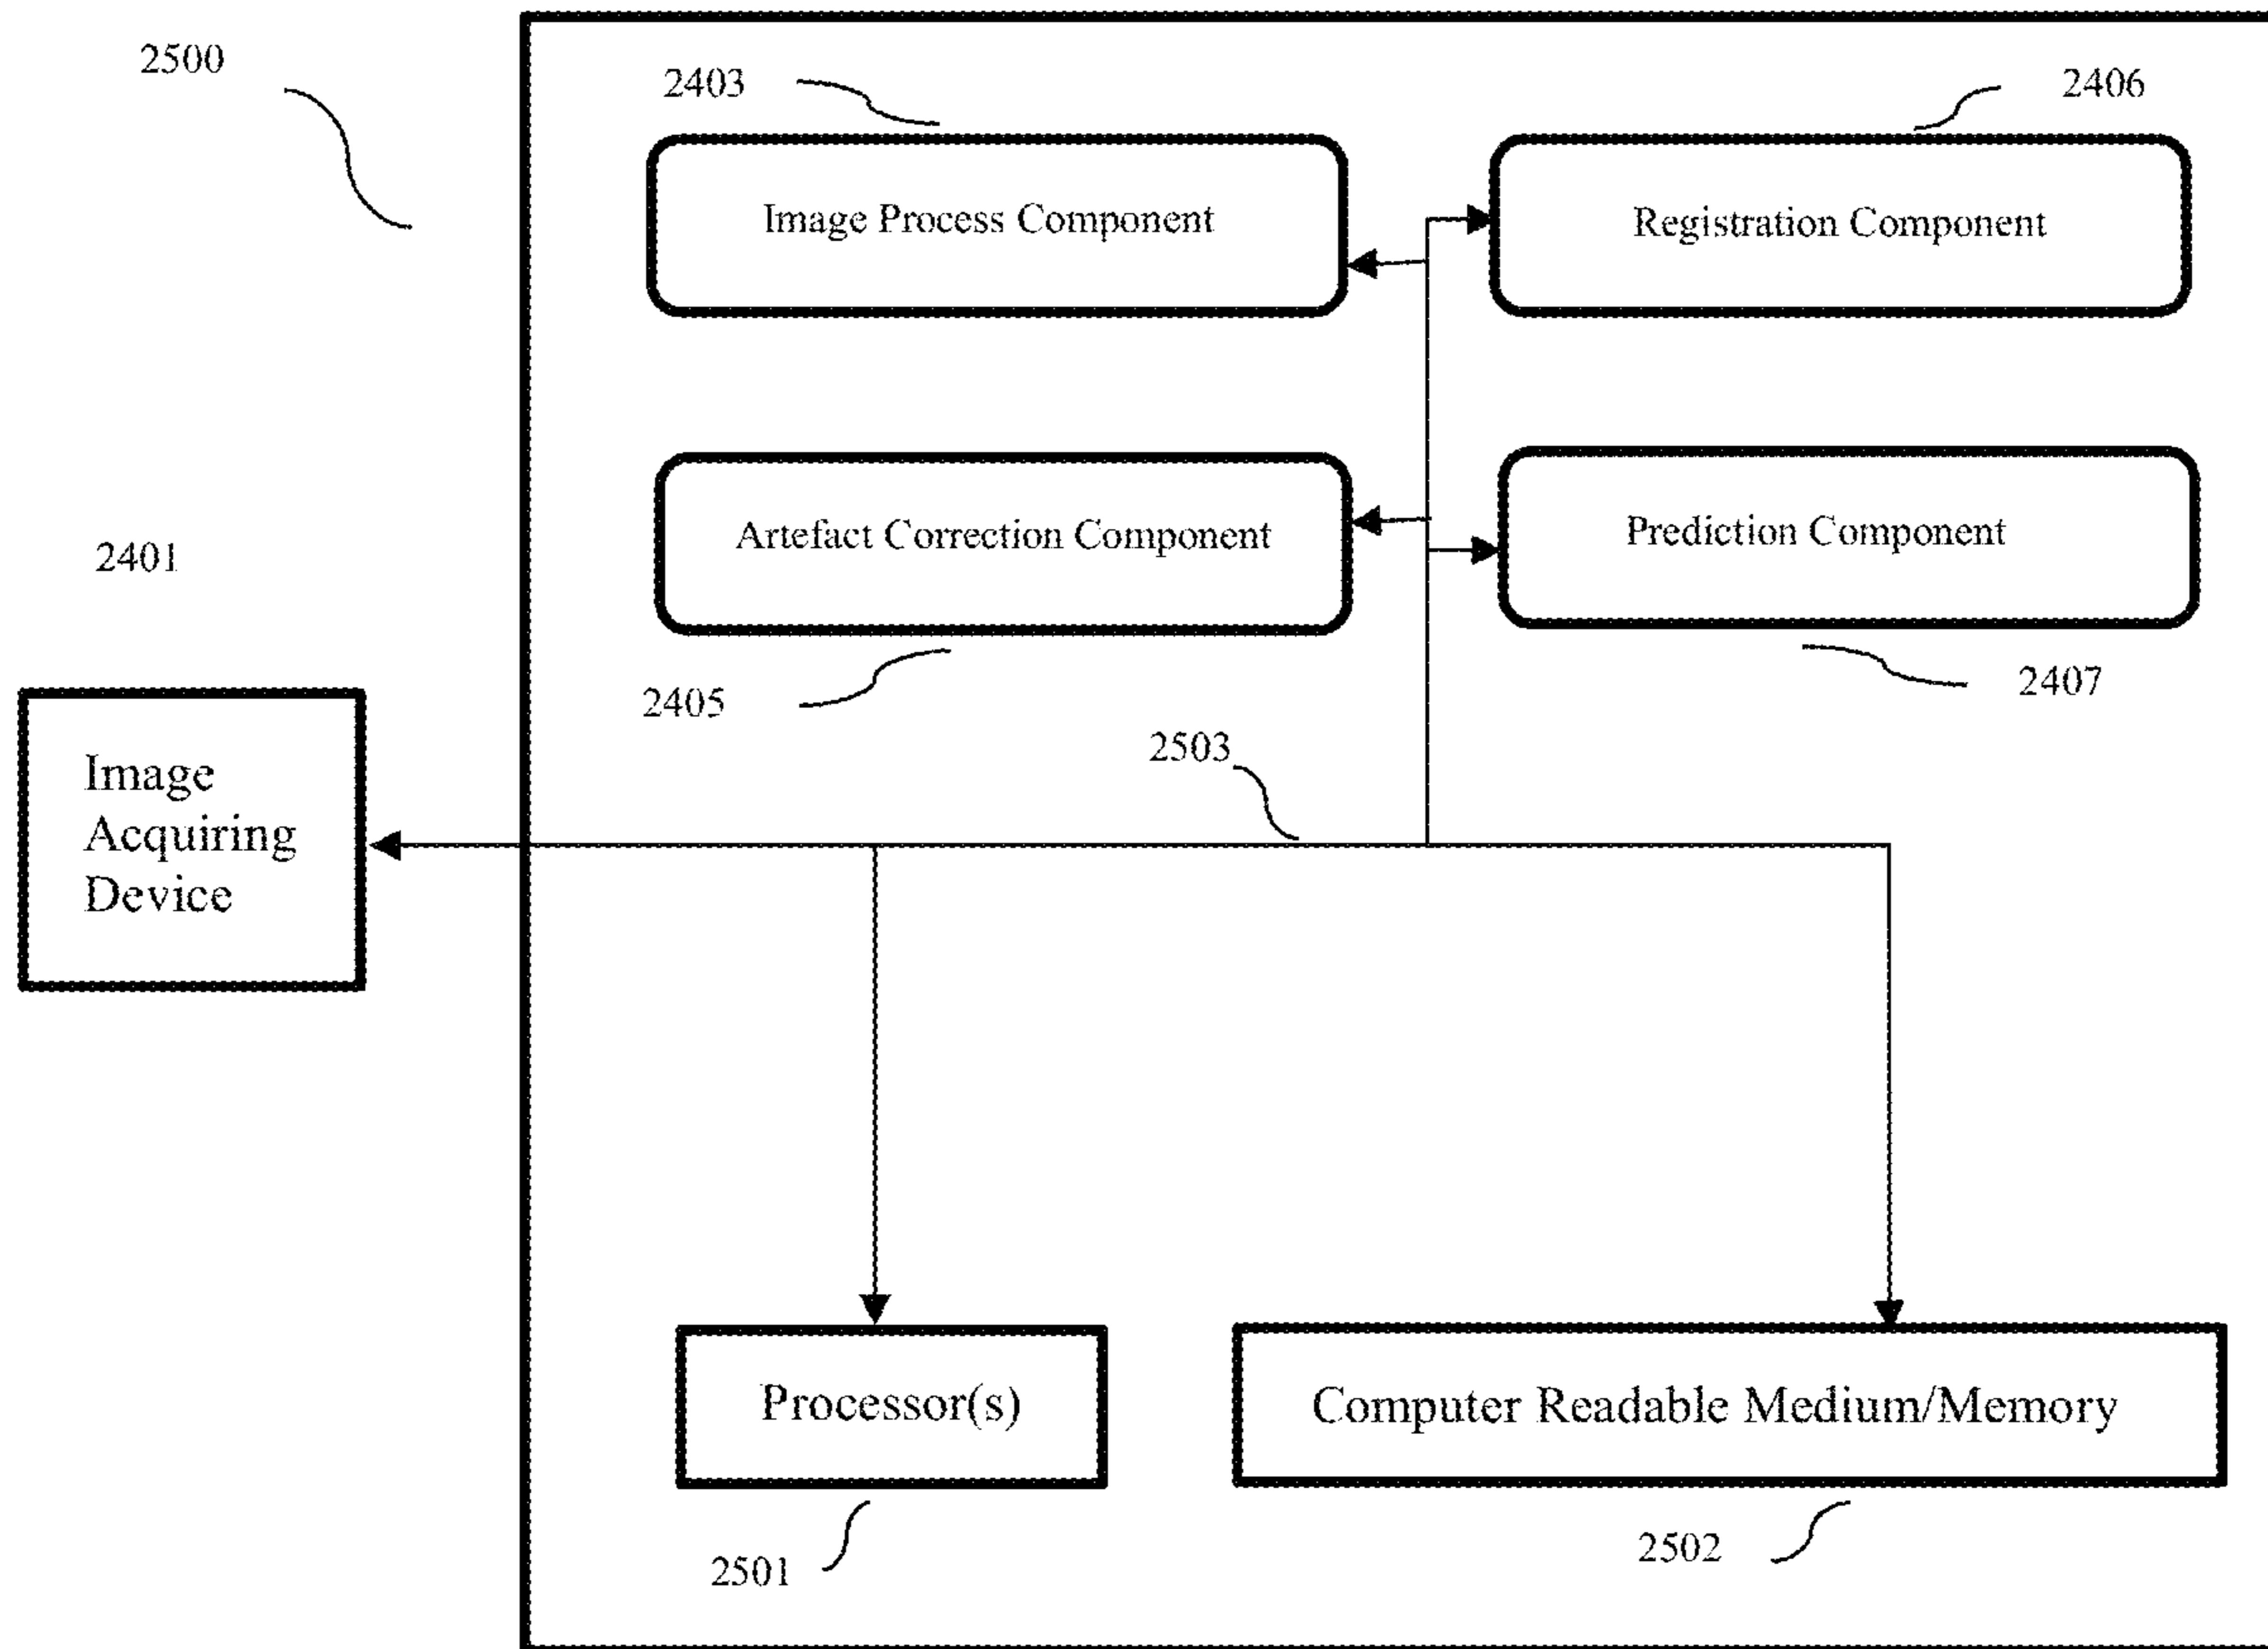 2500
2403
2406
Image Process Component
Registration Component
2401
Artefact Correction Component
Prediction Component
2405
2407
2503
Image
Acquiring
Device
Processor(s)
Computer Readable Medium/Memory
2501
2502